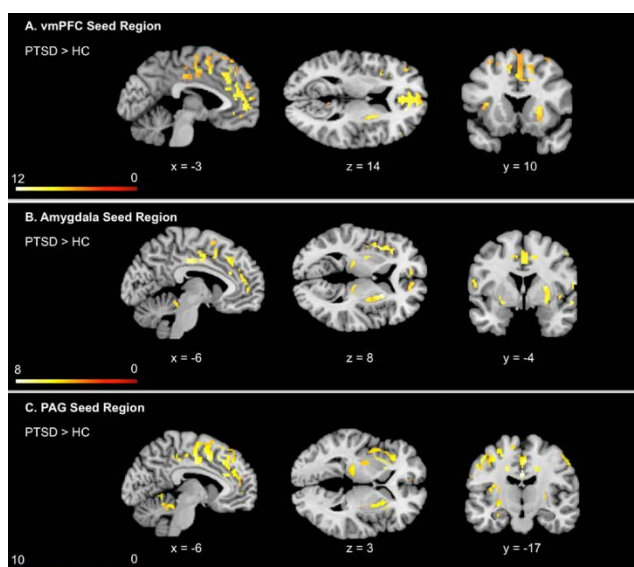 A. vmPFC Seed Region
PTSD > HC
x = -3
z = 14
y = 10
12
0
B. Amygdala Seed Region
PTSD > HC
x = -6
z = 8
y = -4
8
0
C. PAG Seed Region
PTSD > HC
x = -6
z = 3
y = -17
10
0